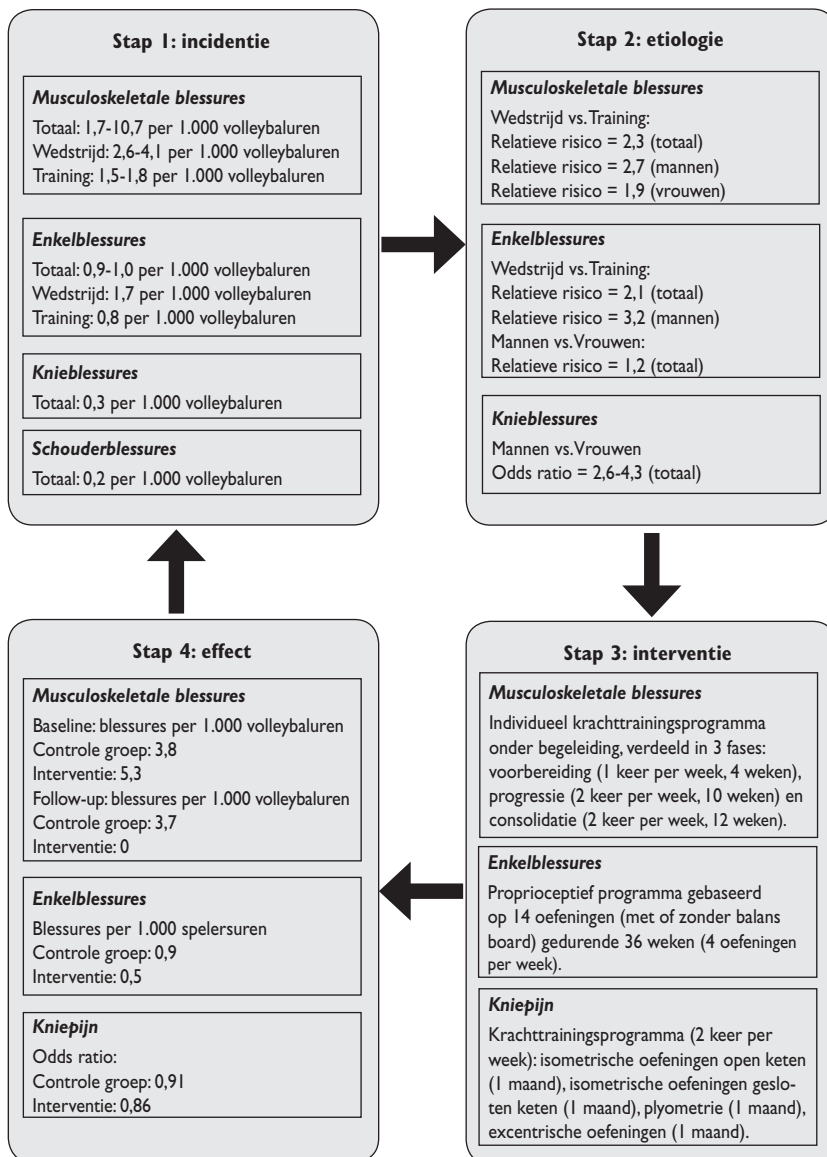 Stap 1: incidentie
Musculoskeletale blessures
Totaal: 1,7-10,7 per 1.000 volleybaluren
Wedstrijd: 2,6-4,1 per 1.000 volleybaluren
Training: 1,5-1,8 per 1.000 volleybaluren
Enkelblessures
Totaal: 0,9-1,0 per 1.000 volleybaluren
Wedstrijd: 1,7 per 1.000 volleybaluren
Training: 0,8 per 1.000 volleybaluren
Knieblessures
Totaal: 0,3 per 1.000 volleybaluren
Schouderblessures
Totaal: 0,2 per 1.000 volleybaluren
Stap 2: etiologie
Musculoskeletale blessures
Wedstrijd vs. Training:
Relatieve risico = 2,3 (totaal)
Relatieve risico = 2,7 (mannen)
Relatieve risico = 1,9 (vrouwen)
Enkelblessures
Wedstrijd vs. Training:
Relatieve risico = 2,1 (totaal)
Relatieve risico = 3,2 (mannen)
Mannen vs. Vrouwen:
Relatieve risico = 1,2 (totaal)
Knieblessures
Mannen vs. Vrouwen
Odds ratio = 2,6-4,3 (totaal)
Stap 3: interventie
Musculoskeletale blessures
Individueel krachttrainingsprogramma
onder begeleiding, verdeeld in 3 fases:
voorbereiding (1 keer per week, 4 weken),
progressie (2 keer per week, 10 weken) en
consolidatie (2 keer per week, 12 weken).
Enkelblessures
Proprioceptief programma gebaseerd
op 14 oefeningen (met of zonder balans
board) gedurende 36 weken (4 oefeningen
per week).
Kniepijn
Krachttrainingsprogramma (2 keer per
week): isometrische oefeningen open keten
(1 maand), isometrische oefeningen geslo-
ten keten (1 maand), plyometrie (1 maand),
excentrische oefeningen (1 maand).
Stap 4: effect
Musculoskeletale blessures
Baseline: blessures per 1.000 volleybaluren
Controle groep: 3,8
Interventie: 5,3
Follow-up: blessures per 1.000 volleybaluren
Controle groep: 3,7
Interventie: 0
Enkelblessures
Blessures per 1.000 spelersuren
Controle groep: 0,9
Interventie: 0,5
Kniepijn
Odds ratio:
Controle groep: 0,91
Interventie: 0,86